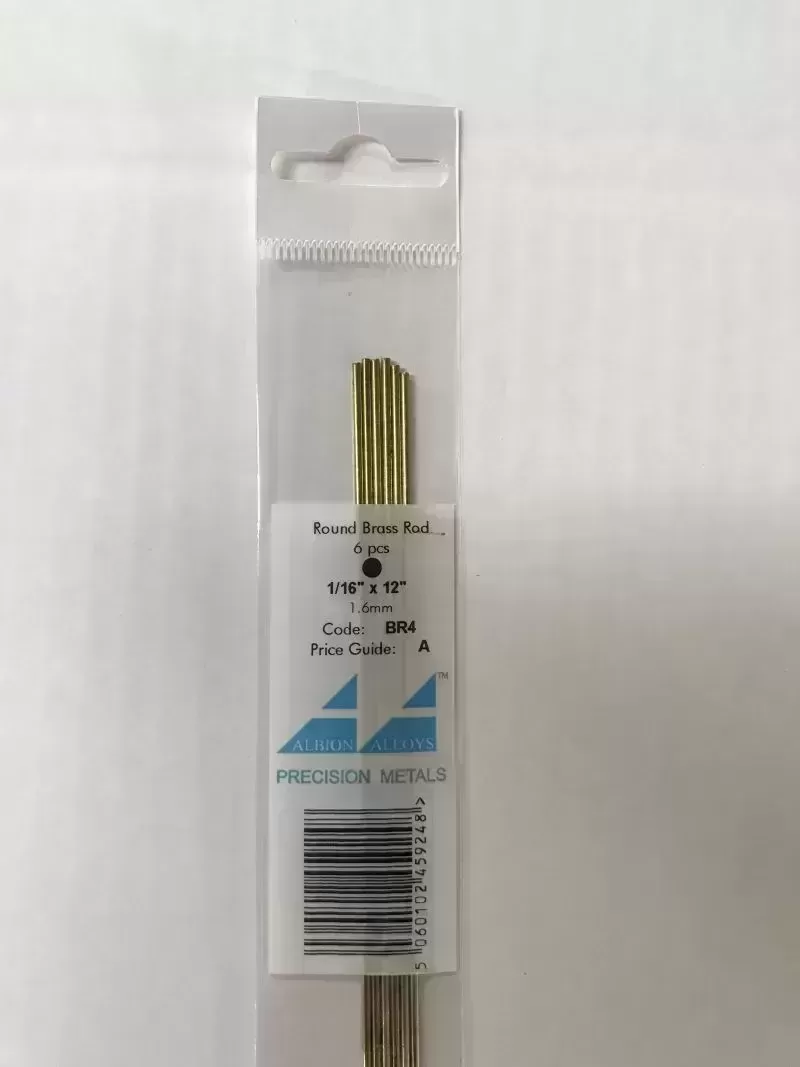 Round Brass Rod
6 pcs
1/16" x 12"
1.6mm
Code: BR4
Price Guide: A
TM
ALBION ALLOYS
PRECISION METALS
5 060102 459248 >